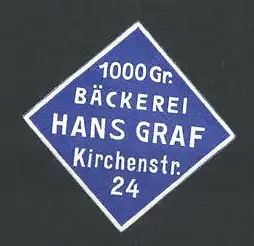 1000 Gr.
BÄCKEREI
HANS GRAF
Kirchenstr.
24